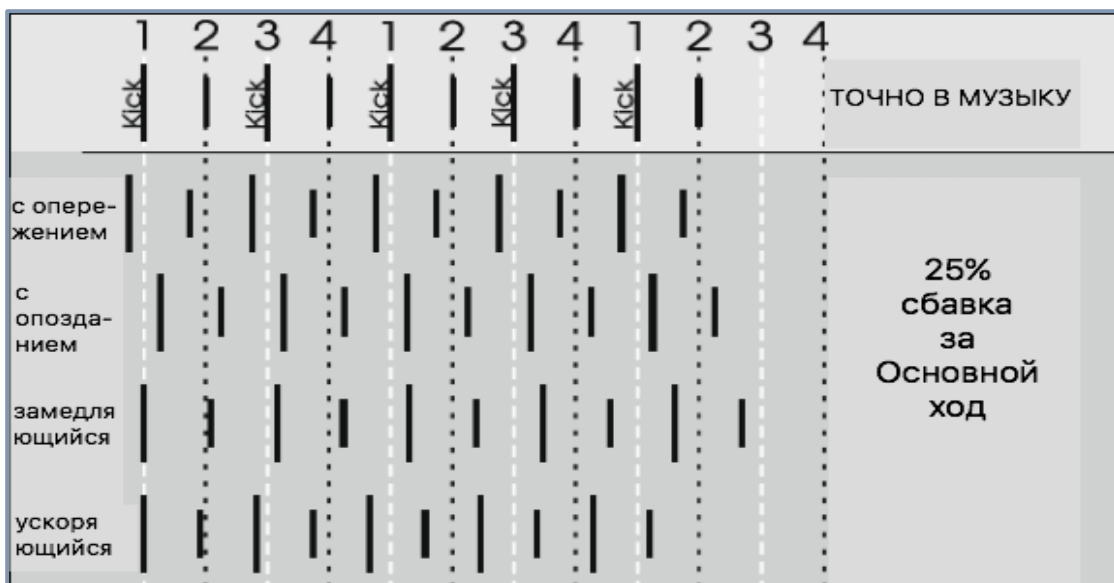 1 2 3 4 1 2 3 4 1 2 3 4
Kick Kick Kick Kick Kick
ТОЧНО В МУЗЫКУ
с опере-
жением
с
опозда-
нием
замедля
ющийся
ускоря
ющийся
25%
сбавка
за
Основной
ход